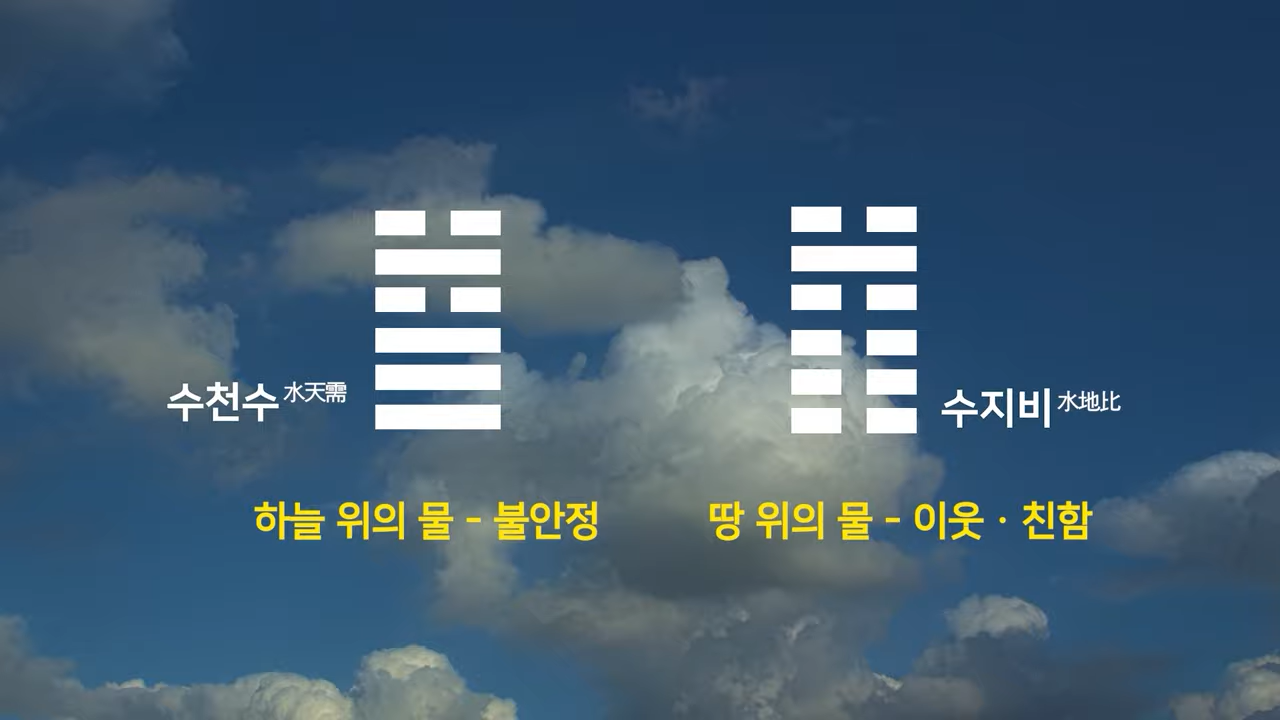 수천수 水天需
수지비 水地比
하늘 위의 물 - 불안정
땅 위의 물 - 이웃 · 친함